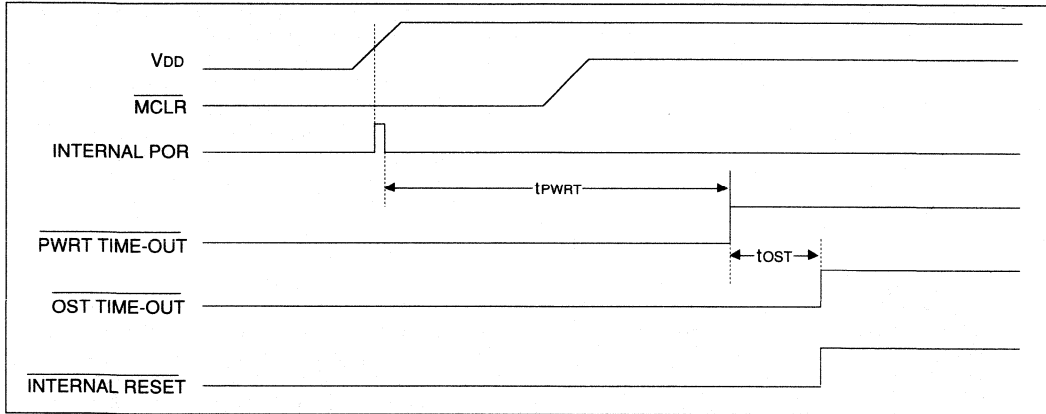 VDD
MCLR
INTERNAL POR
tPWRT
PWRT TIME-OUT
tOST
OST TIME-OUT
INTERNAL RESET